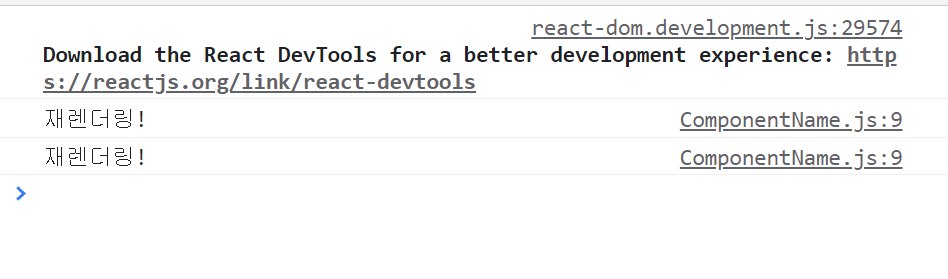 react-dom.development.js:29574
Download the React DevTools for a better development experience: http
s://reactjs.org/link/react-devtools
재렌더링! ComponentName.js:9
재렌더링! ComponentName.js:9